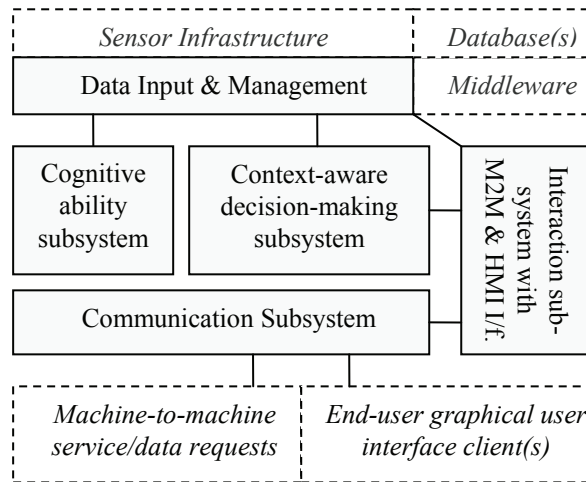 Sensor Infrastructure
Database(s)
Data Input & Management
Middleware
Cognitive
ability
subsystem
Context-aware
decision-making
subsystem
Interaction sub-
system with
M2M & HMI I/f.
Communication Subsystem
Machine-to-machine
service/data requests
End-user graphical user
interface client(s)